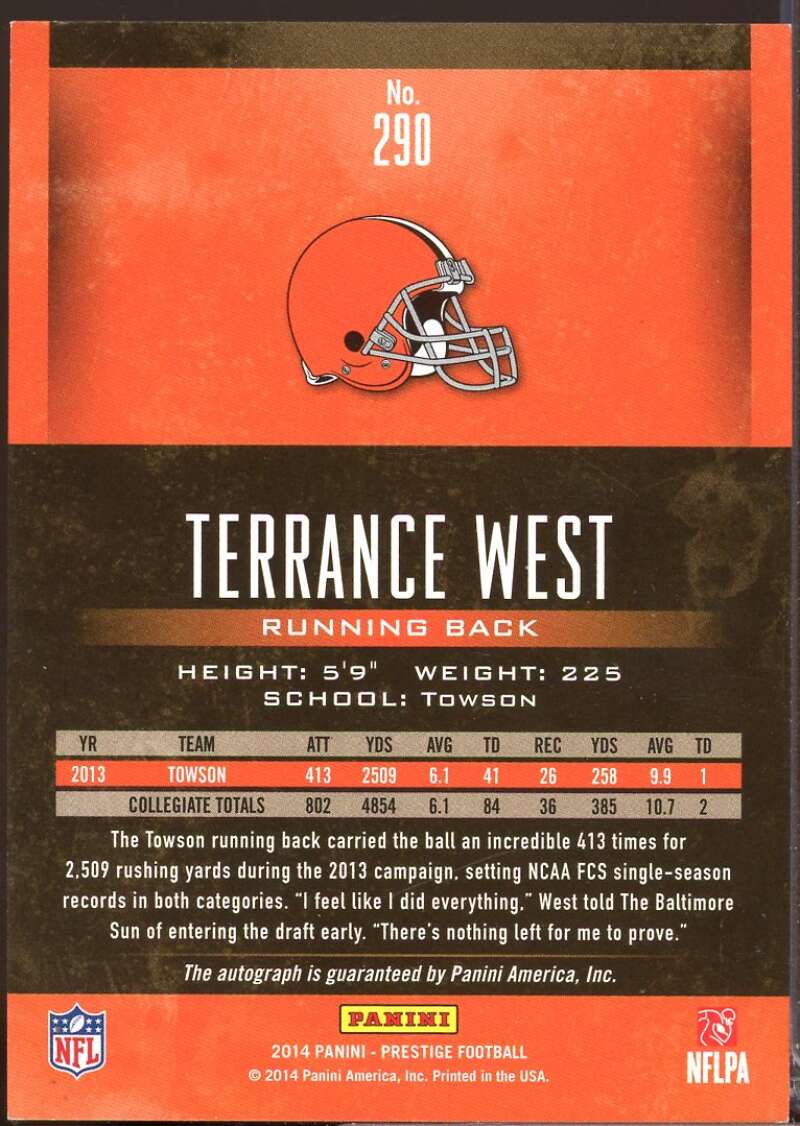 No.
290
TERRANCE WEST
RUNNING BACK
HEIGHT: 5'9" WEIGHT: 225
SCHOOL: TOWSON
YR TEAM ATT YDS AVG TD REC YDS AVG TD
2013 TOWSON 413 2509 6.1 41 26 258 9.9 1
COLLEGIATE TOTALS 802 4854 6.1 84 36 385 10.7 2
The Towson running back carried the ball an incredible 413 times for
2,509 rushing yards during the 2013 campaign, setting NCAA FCS single-season
records in both categories. "I feel like I did everything," West told The Baltimore
Sun of entering the draft early. "There's nothing left for me to prove."
The autograph is guaranteed by Panini America, Inc.
NFL
PANINI
2014 PANINI - PRESTIGE FOOTBALL
© 2014 Panini America, Inc. Printed in the USA.
NFLPA